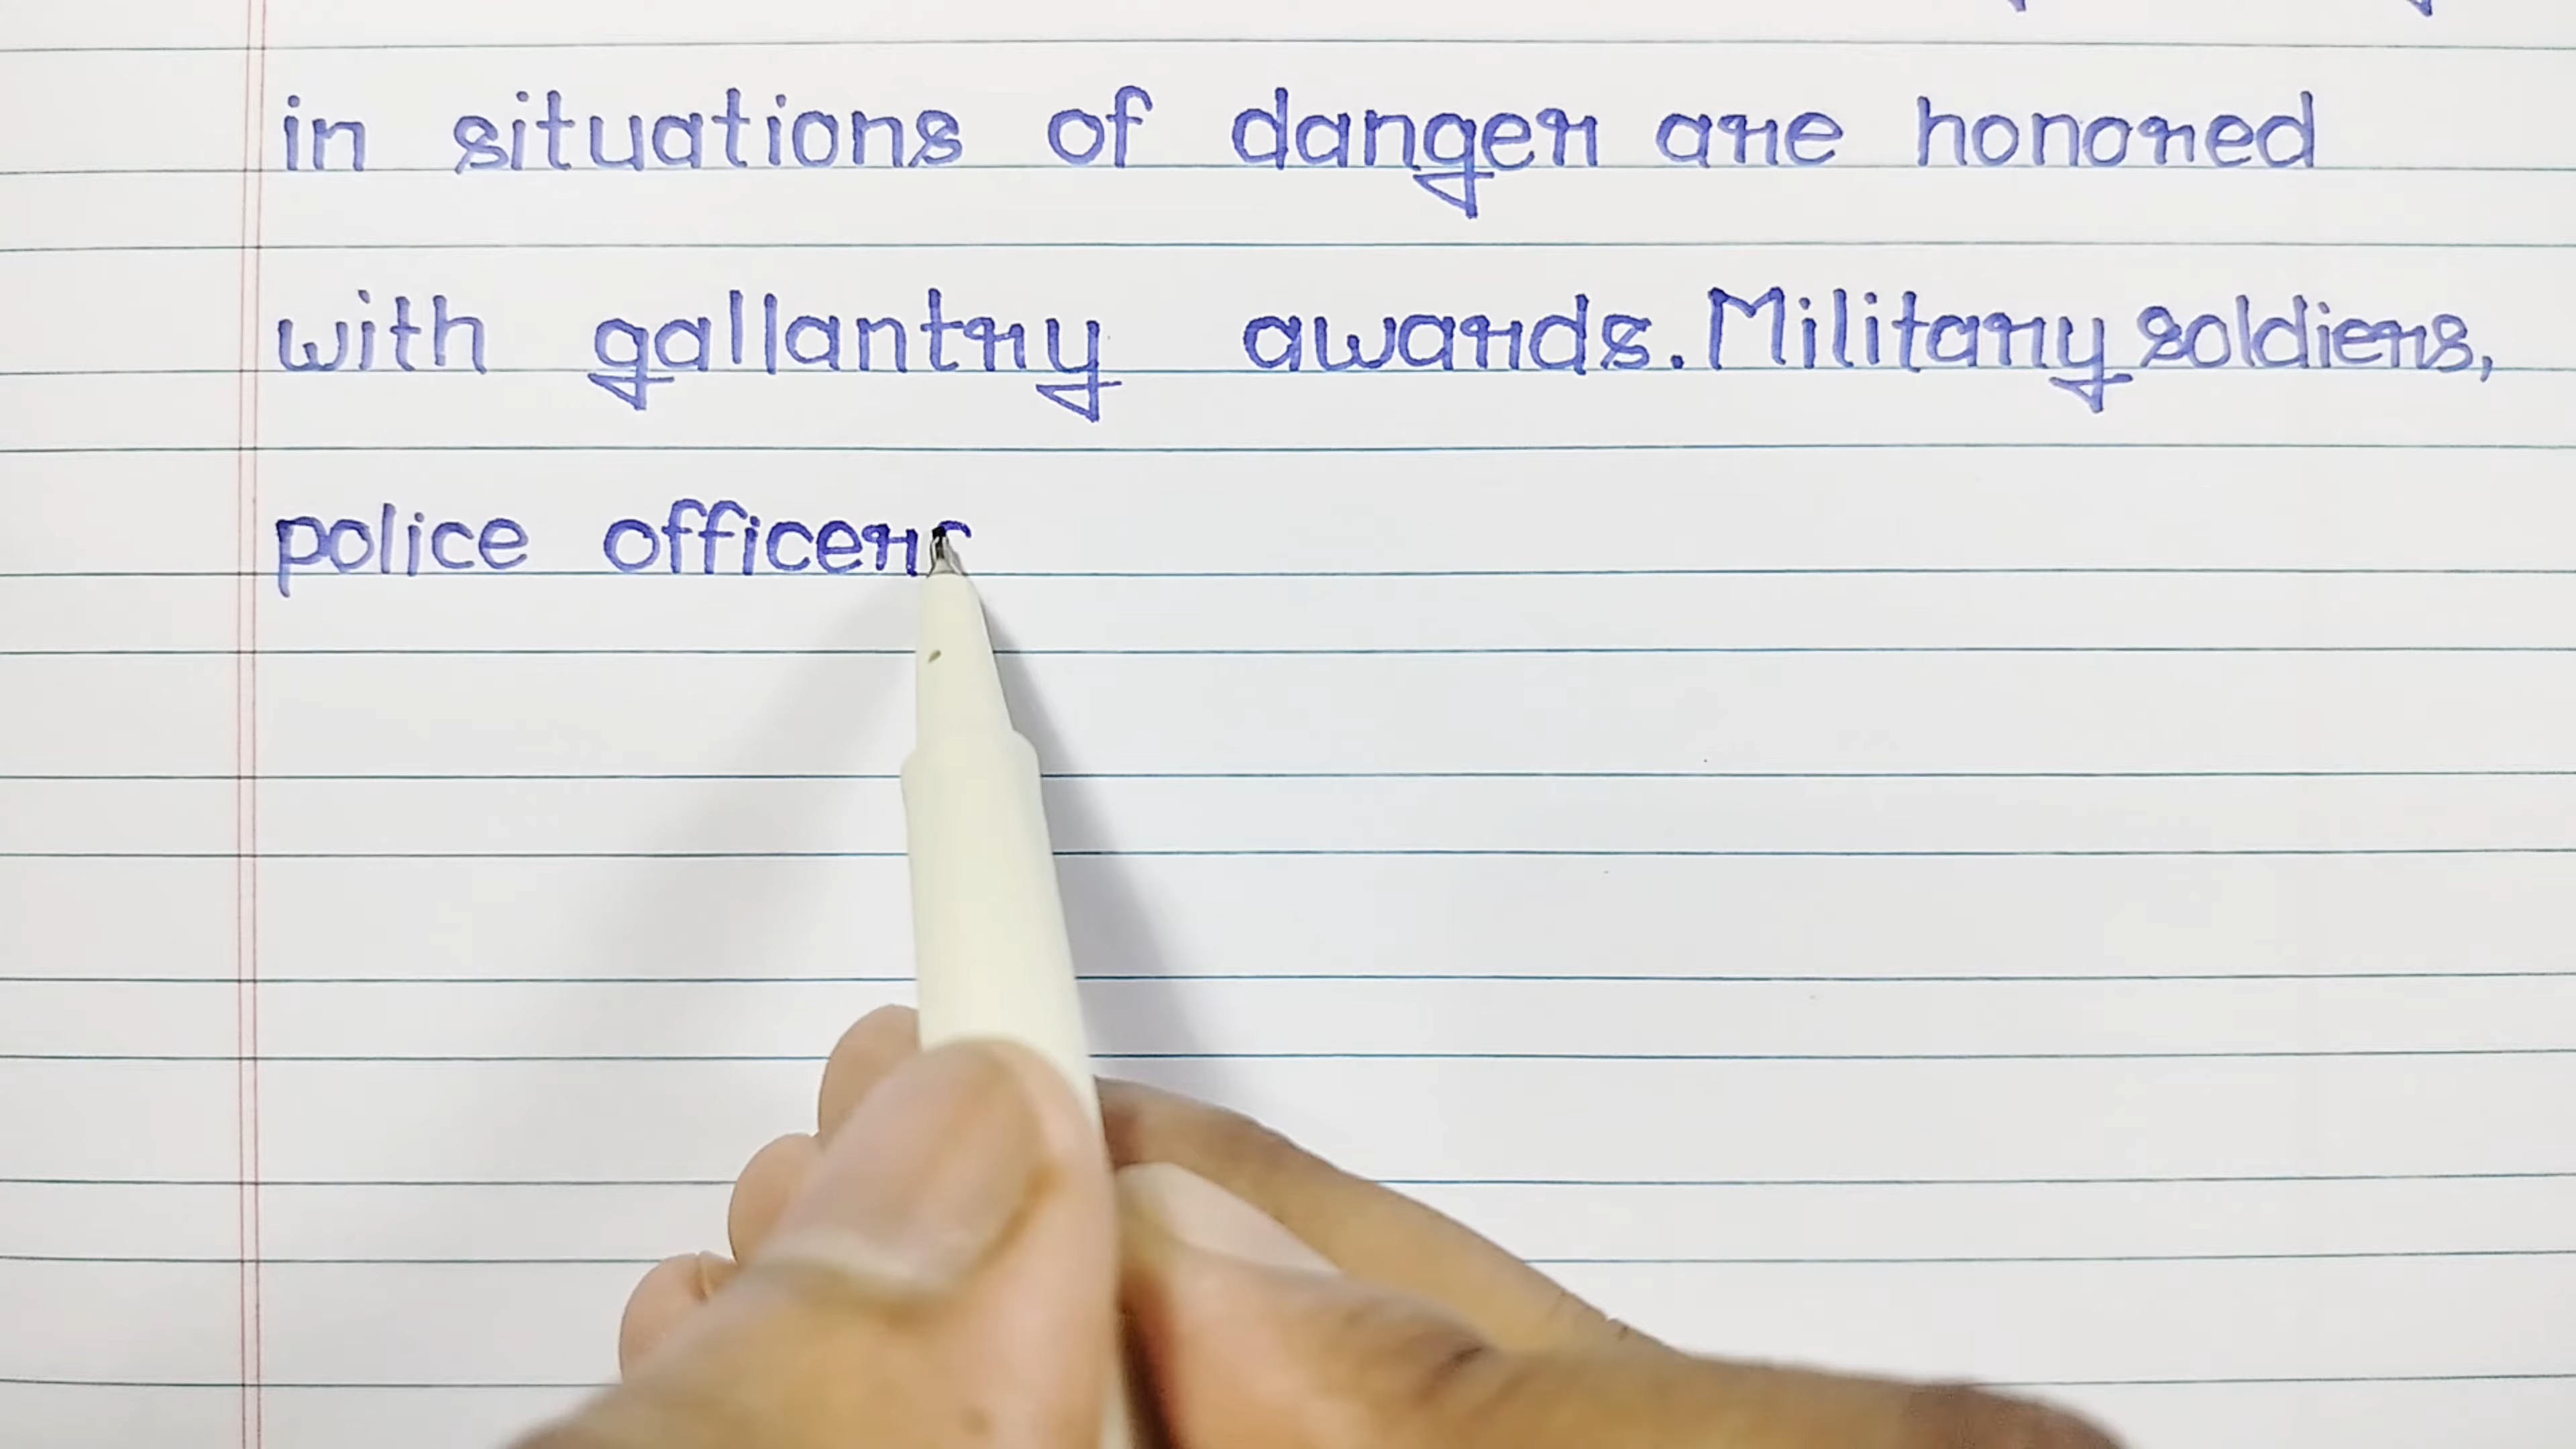 in situations of danger are honored
with gallantry awards. Military soldiers,
police officers